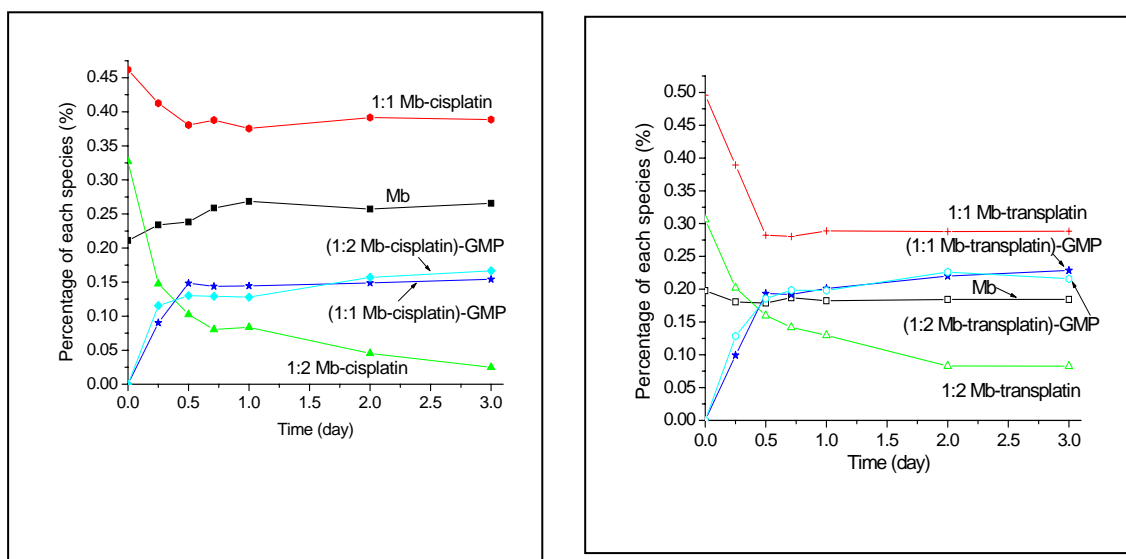 Percentage of each species (%)
0.45
0.40
0.35
0.30
0.25
0.20
0.15
0.10
0.05
0.00
1:1 Mb-cisplatin
Mb
(1:2 Mb-cisplatin)-GMP
(1:1 Mb-cisplatin)-GMP
1:2 Mb-cisplatin
0.0 0.5 1.0 1.5 2.0 2.5 3.0
Time (day)
Percentage of each species (%)
0.50
0.45
0.40
0.35
0.30
0.25
0.20
0.15
0.10
0.05
0.00
1:1 Mb-transplatin
(1:1 Mb-transplatin)-GMP
Mb
(1:2 Mb-transplatin)-GMP
1:2 Mb-transplatin
0.0 0.5 1.0 1.5 2.0 2.5 3.0
Time (day)